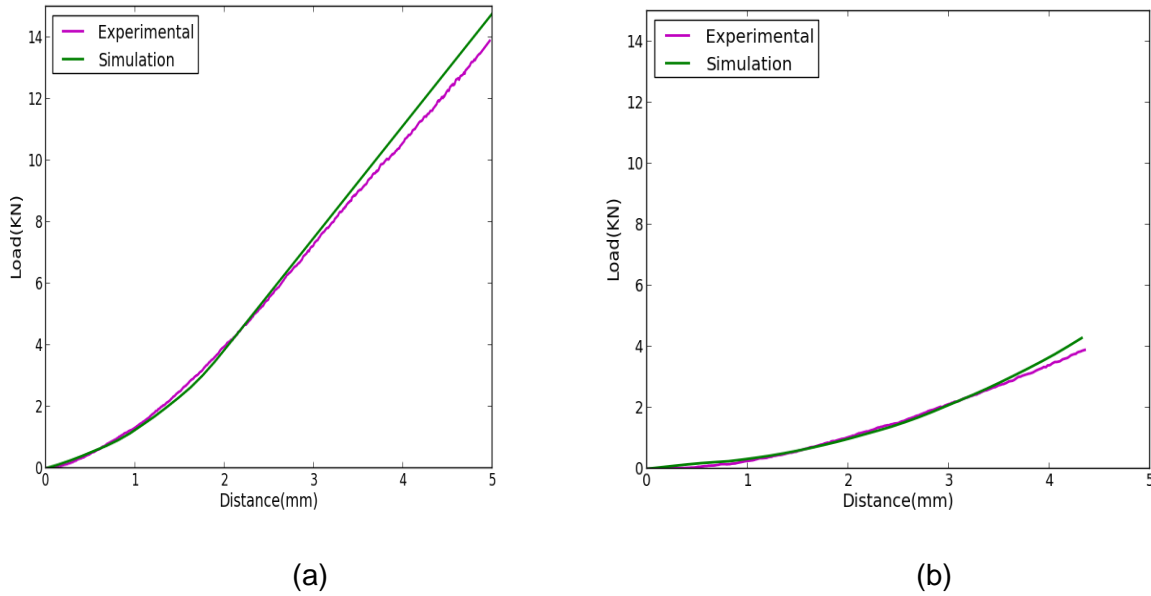 Experimental
Simulation
14
12
10
8
6
4
2
0
Load(KN)
0 1 2 3 4 5
Distance(mm)
(a)
Experimental
Simulation
14
12
10
8
6
4
2
0
Load(KN)
0 1 2 3 4 5
Distance(mm)
(b)